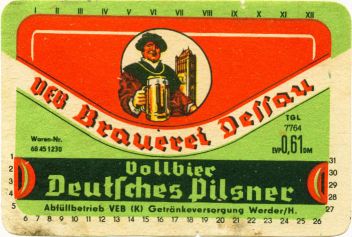 I II III IV V VI VII VIII IX X XI XII
VEB Brauerei Dessau
TGL
7764
Waren-Nr.
68 45 1230
EVP 0,61 DM
Vollbier
Deutsches Pilsner
Abfüllbetrieb VEB (K) Getränkeversorgung Werder/H.
1
2
3
4
5
6 7 8 9 10 11 12 13 14 15 16 17 18 19 20 21 22 23 24 25 26
31
30
29
28
27